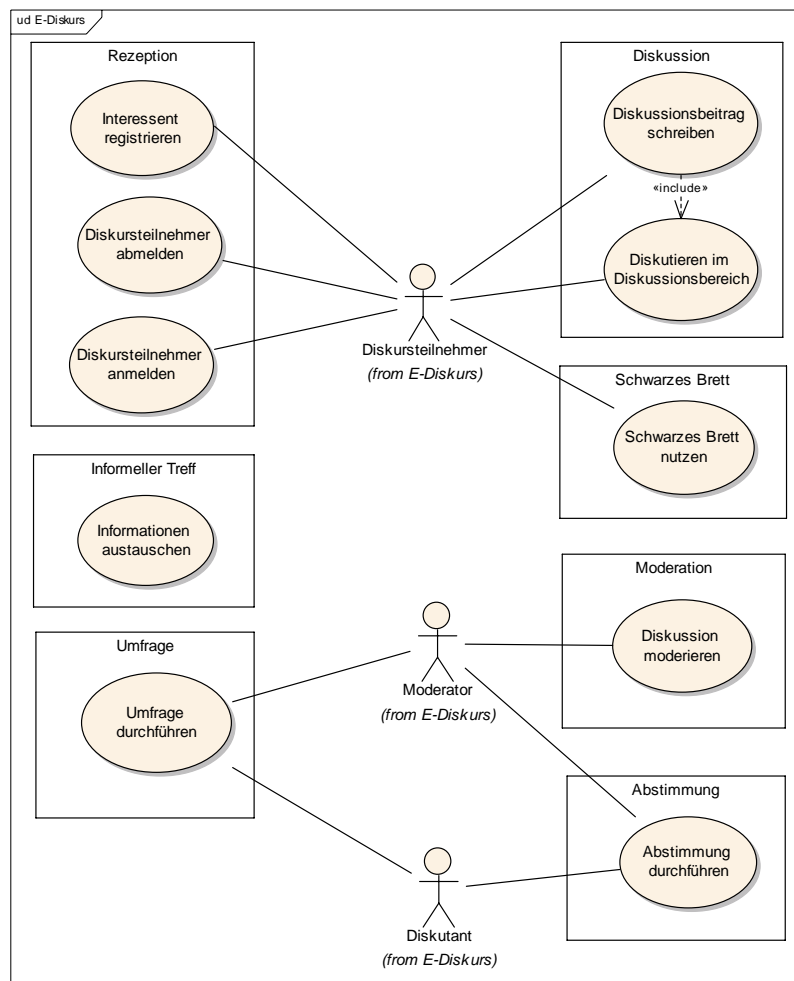 ud E-Diskurs
Rezeption
Interessent
registrieren
Diskursteilnehmer
abmelden
Diskursteilnehmer
anmelden
Diskussion
Diskussionsbeitrag
schreiben
«include»
Diskutieren im
Diskussionsbereich
Diskursteilnehmer
(from E-Diskurs)
Schwarzes Brett
Schwarzes Brett
nutzen
Informeller Treff
Informationen
austauschen
Moderation
Diskussion
moderieren
Moderator
(from E-Diskurs)
Umfrage
Umfrage
durchführen
Abstimmung
Abstimmung
durchführen
Diskutant
(from E-Diskurs)